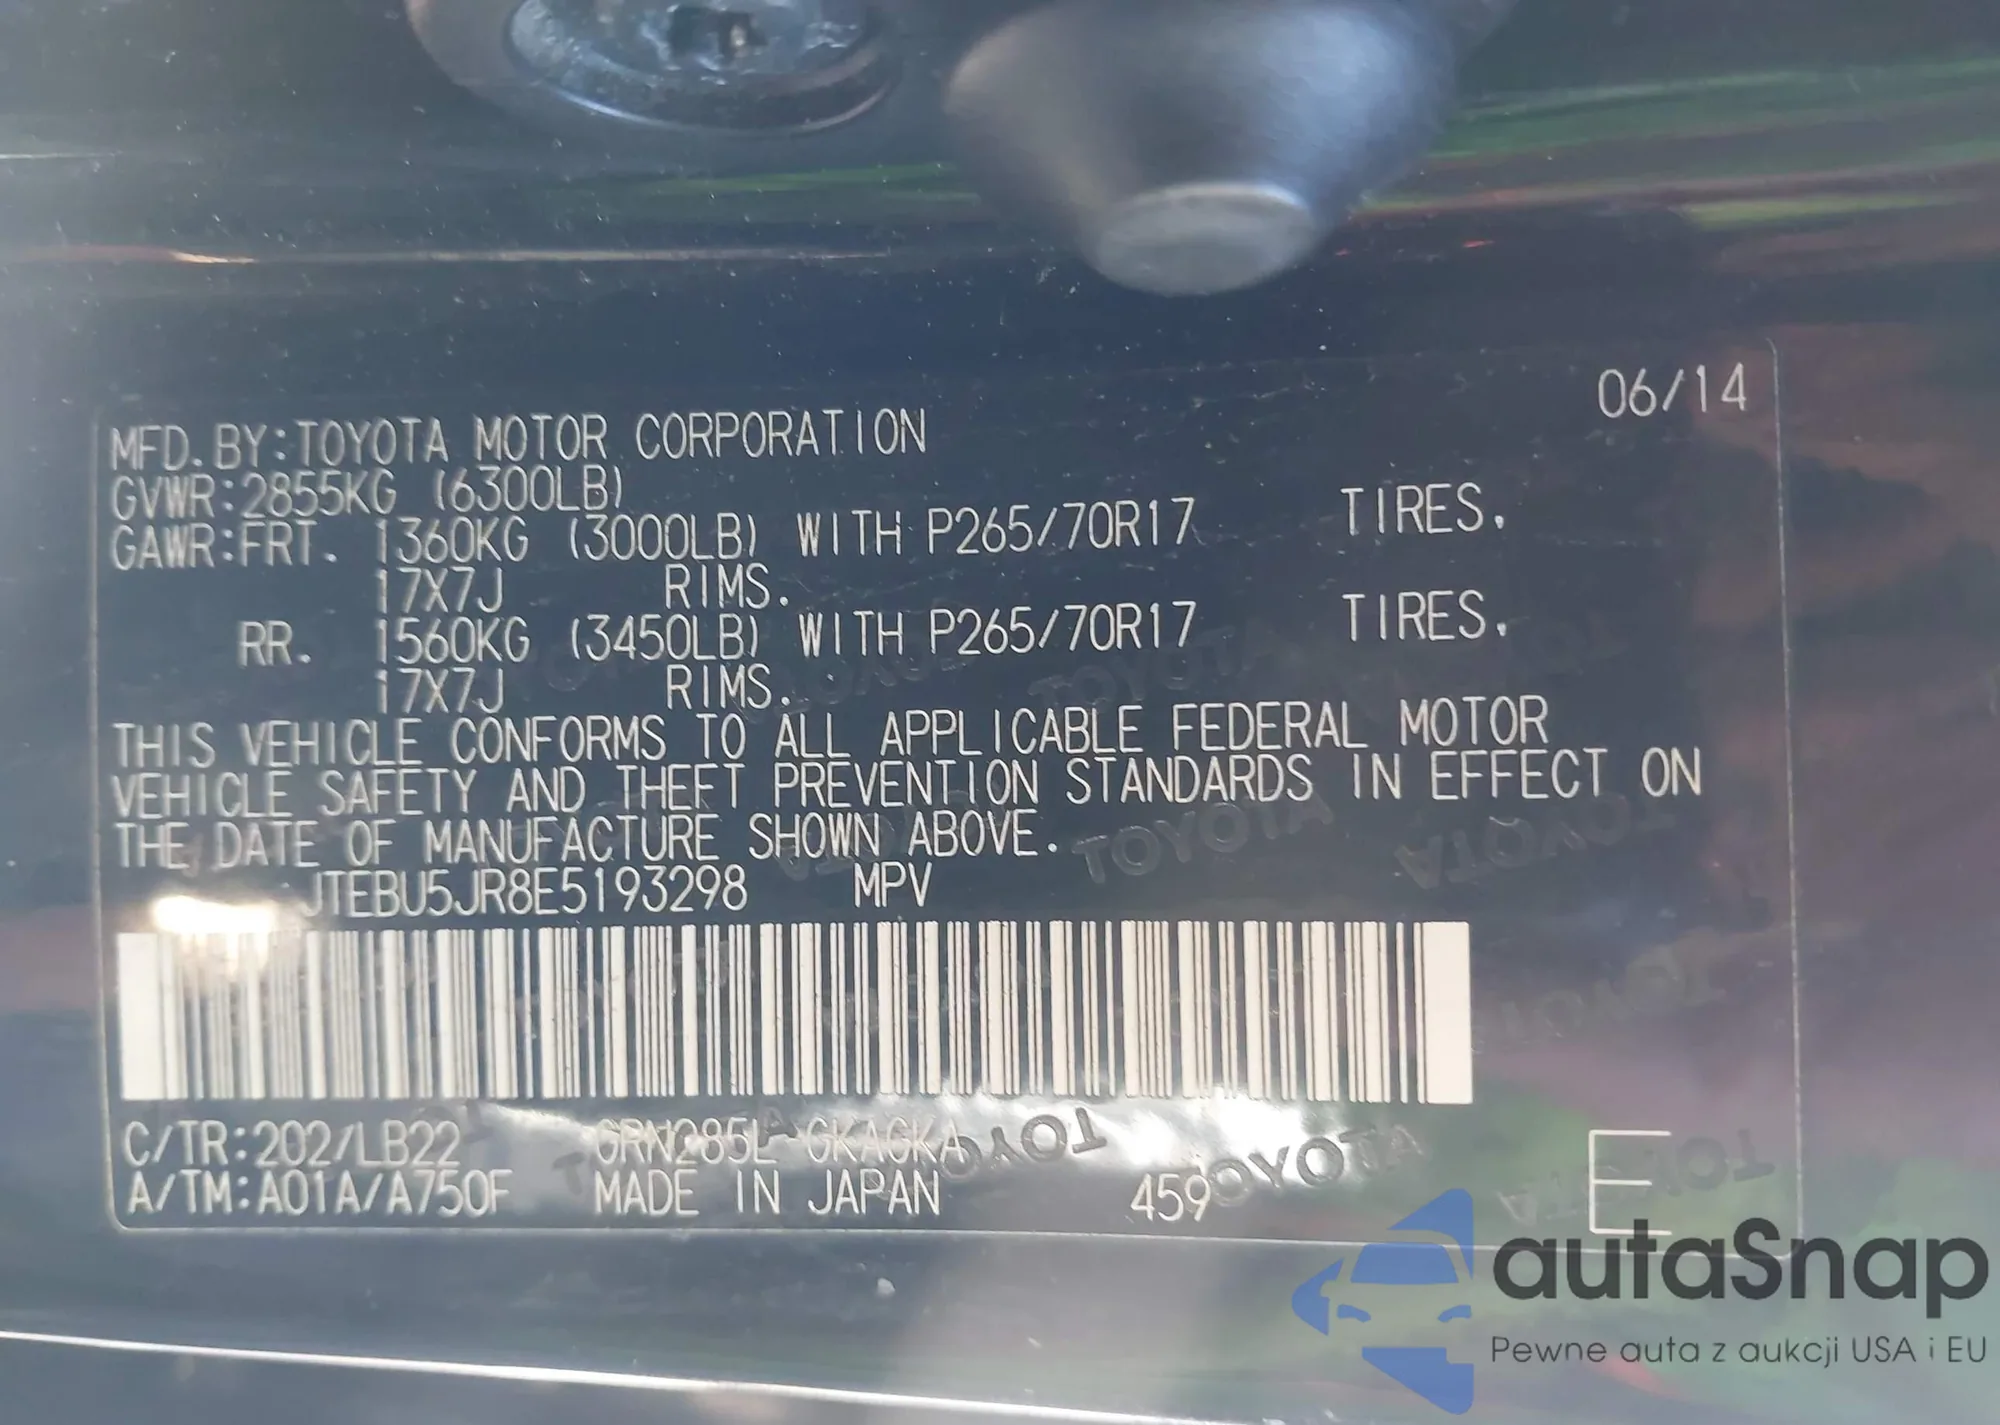 06/14
MFD.BY:TOYOTA MOTOR CORPORATION
GVWR:2855KG (6300LB)
GAWR:FRT. 1360KG (3000LB) WITH P265/70R17 TIRES.
17X7J RIMS.
RR. 1560KG (3450LB) WITH P265/70R17 TIRES.
17X7J RIMS.
THIS VEHICLE CONFORMS TO ALL APPLICABLE FEDERAL MOTOR
VEHICLE SAFETY AND THEFT PREVENTION STANDARDS IN EFFECT ON
THE DATE OF MANUFACTURE SHOWN ABOVE.
JTEBU5JR8E5193298 MPV
C/TR:202/LB22 GRN285L GKAGKA
A/TM:A01A/A750F MADE IN JAPAN 459 E
autaSnap
Pewne auta z aukcji USA i EU